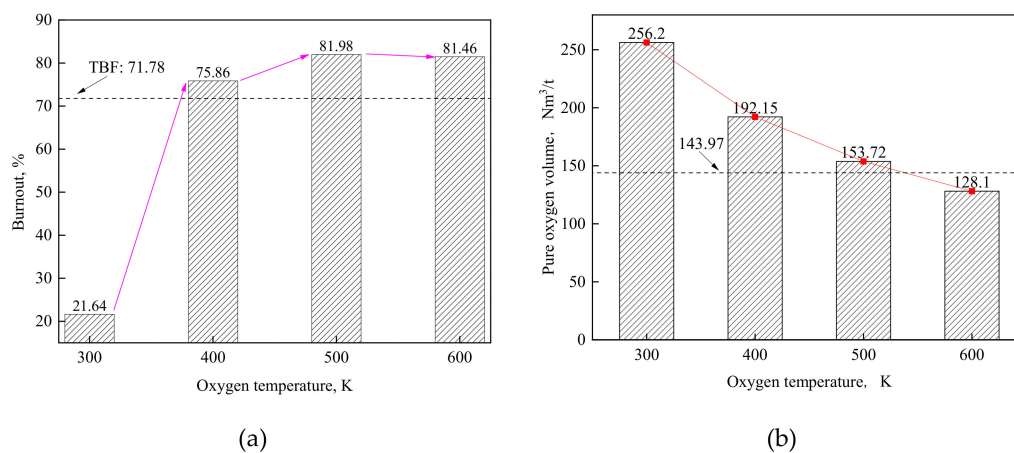 90
80
70
60
50
40
30
20
Burnout, %
TBF: 71.78
21.64
75.86
81.98
81.46
300 400 500 600
Oxygen temperature, K
(a)
250
200
150
100
50
0
Pure oxygen volume, Nm³/t
256.2
192.15
143.97
153.72
128.1
300 400 500 600
Oxygen temperature, K
(b)